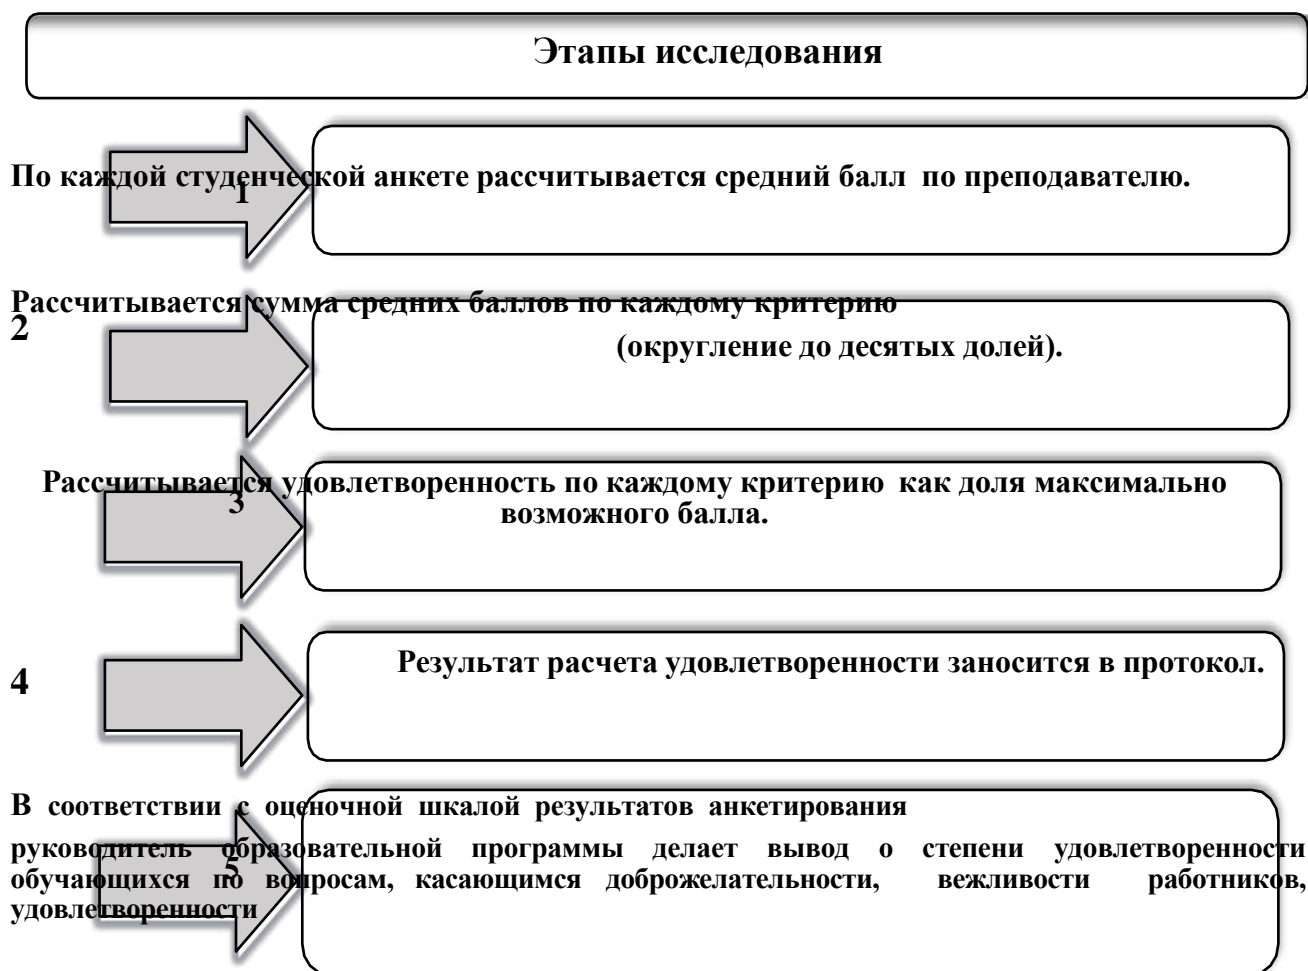 Этапы исследования
По каждой студенческой анкете рассчитывается средний балл по преподавателю.
1
Рассчитывается сумма средних баллов по каждому критерию
2
(округление до десятых долей).
Рассчитывается удовлетворенность по каждому критерию как доля максимально
3
возможного балла.
Результат расчета удовлетворенности заносится в протокол.
4
В соответствии с оценочной шкалой результатов анкетирования
руководитель образовательной программы делает вывод о степени удовлетворенности
5
обучающихся по вопросам, касающимся доброжелательности, вежливости работников,
удовлетворенности